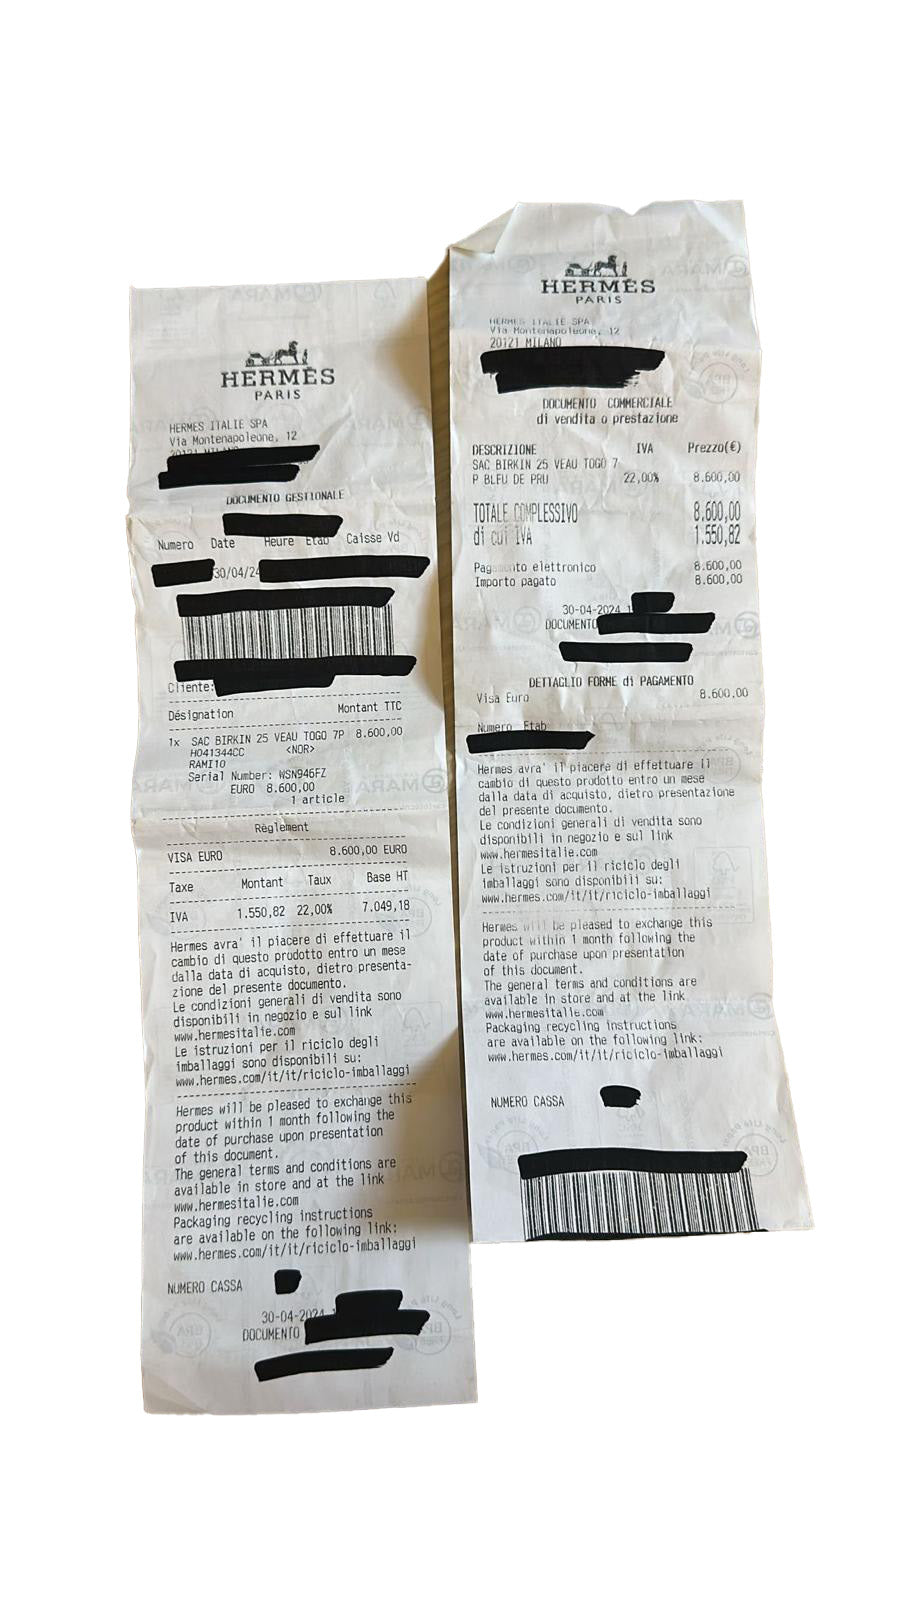 HERMÈS
PARIS
HERMES ITALIE SPA
Via Montenapoleone, 12
20121 MILANO
DOCUMENTO GESTIONALE
Numero Date Heure Etab Caisse Vd
30/04/24
Cliente:
Désignation Montant TTC
1x SAC BIRKIN 25 VEAU TOGO 7P 8.600,00
H041344CC <NOR>
RAMI10
Serial Number: WSN946FZ
EURO 8.600,00
1 article
Règlement
VISA EURO 8.600,00 EURO
Taxe Montant Taux Base HT
IVA 1.550,82 22,00% 7.049,18
Hermes avra' il piacere di effettuare il
cambio di questo prodotto entro un mese
dalla data di acquisto, dietro presenta-
zione del presente documento.
Le condizioni generali di vendita sono
disponibili in negozio e sul link
www.hermesitalie.com
Le istruzioni per il riciclo degli
imballaggi sono disponibili su:
www.hermes.com/it/it/riciclo-imballaggi
Hermes will be pleased to exchange this
product within 1 month following the
date of purchase upon presentation
of this document.
The general terms and conditions are
available in store and at the link
www.hermesitalie.com
Packaging recycling instructions
are available on the following link:
www.hermes.com/it/it/riciclo-imballaggi
NUMERO CASSA
30-04-2024
DOCUMENTO
HERMÈS
PARIS
HERMES ITALIE SPA
Via Montenapoleone, 12
20121 MILANO
DOCUMENTO COMMERCIALE
di vendita o prestazione
DESCRIZIONE IVA Prezzo(€)
SAC BIRKIN 25 VEAU TOGO 7
P BLEU DE PRU 22,00% 8.600,00
TOTALE COMPLESSIVO 8.600,00
di cui IVA 1.550,82
Pagamento elettronico 8.600,00
Importo pagato 8.600,00
30-04-2024 1
DOCUMENTO
DETTAGLIO FORME di PAGAMENTO
Visa Euro 8.600,00
Numero Etab
Hermes avra' il piacere di effettuare il
cambio di questo prodotto entro un mese
dalla data di acquisto, dietro presentazione
del presente documento.
Le condizioni generali di vendita sono
disponibili in negozio e sul link
www.hermesitalie.com
Le istruzioni per il riciclo degli
imballaggi sono disponibili su:
www.hermes.com/it/it/riciclo-imballaggi
Hermes will be pleased to exchange this
product within 1 month following the
date of purchase upon presentation
of this document.
The general terms and conditions are
available in store and at the link
www.hermesitalie.com
Packaging recycling instructions
are available on the following link:
www.hermes.com/it/it/riciclo-imballaggi
NUMERO CASSA